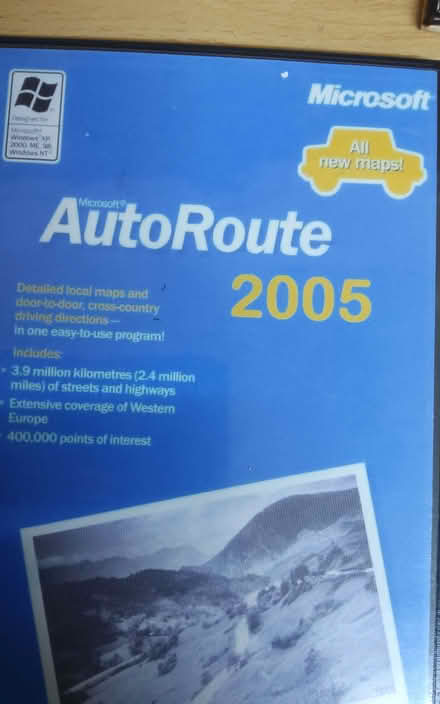 Microsoft
Designed for
Microsoft®
Windows® XP,
2000, ME, 98,
Windows NT®
All
new maps!
Microsoft®
AutoRoute
2005
Detailed local maps and
door-to-door, cross-country
driving directions —
in one easy-to-use program!
Includes:
• 3.9 million kilometres (2.4 million
miles) of streets and highways
• Extensive coverage of Western
Europe
• 400,000 points of interest